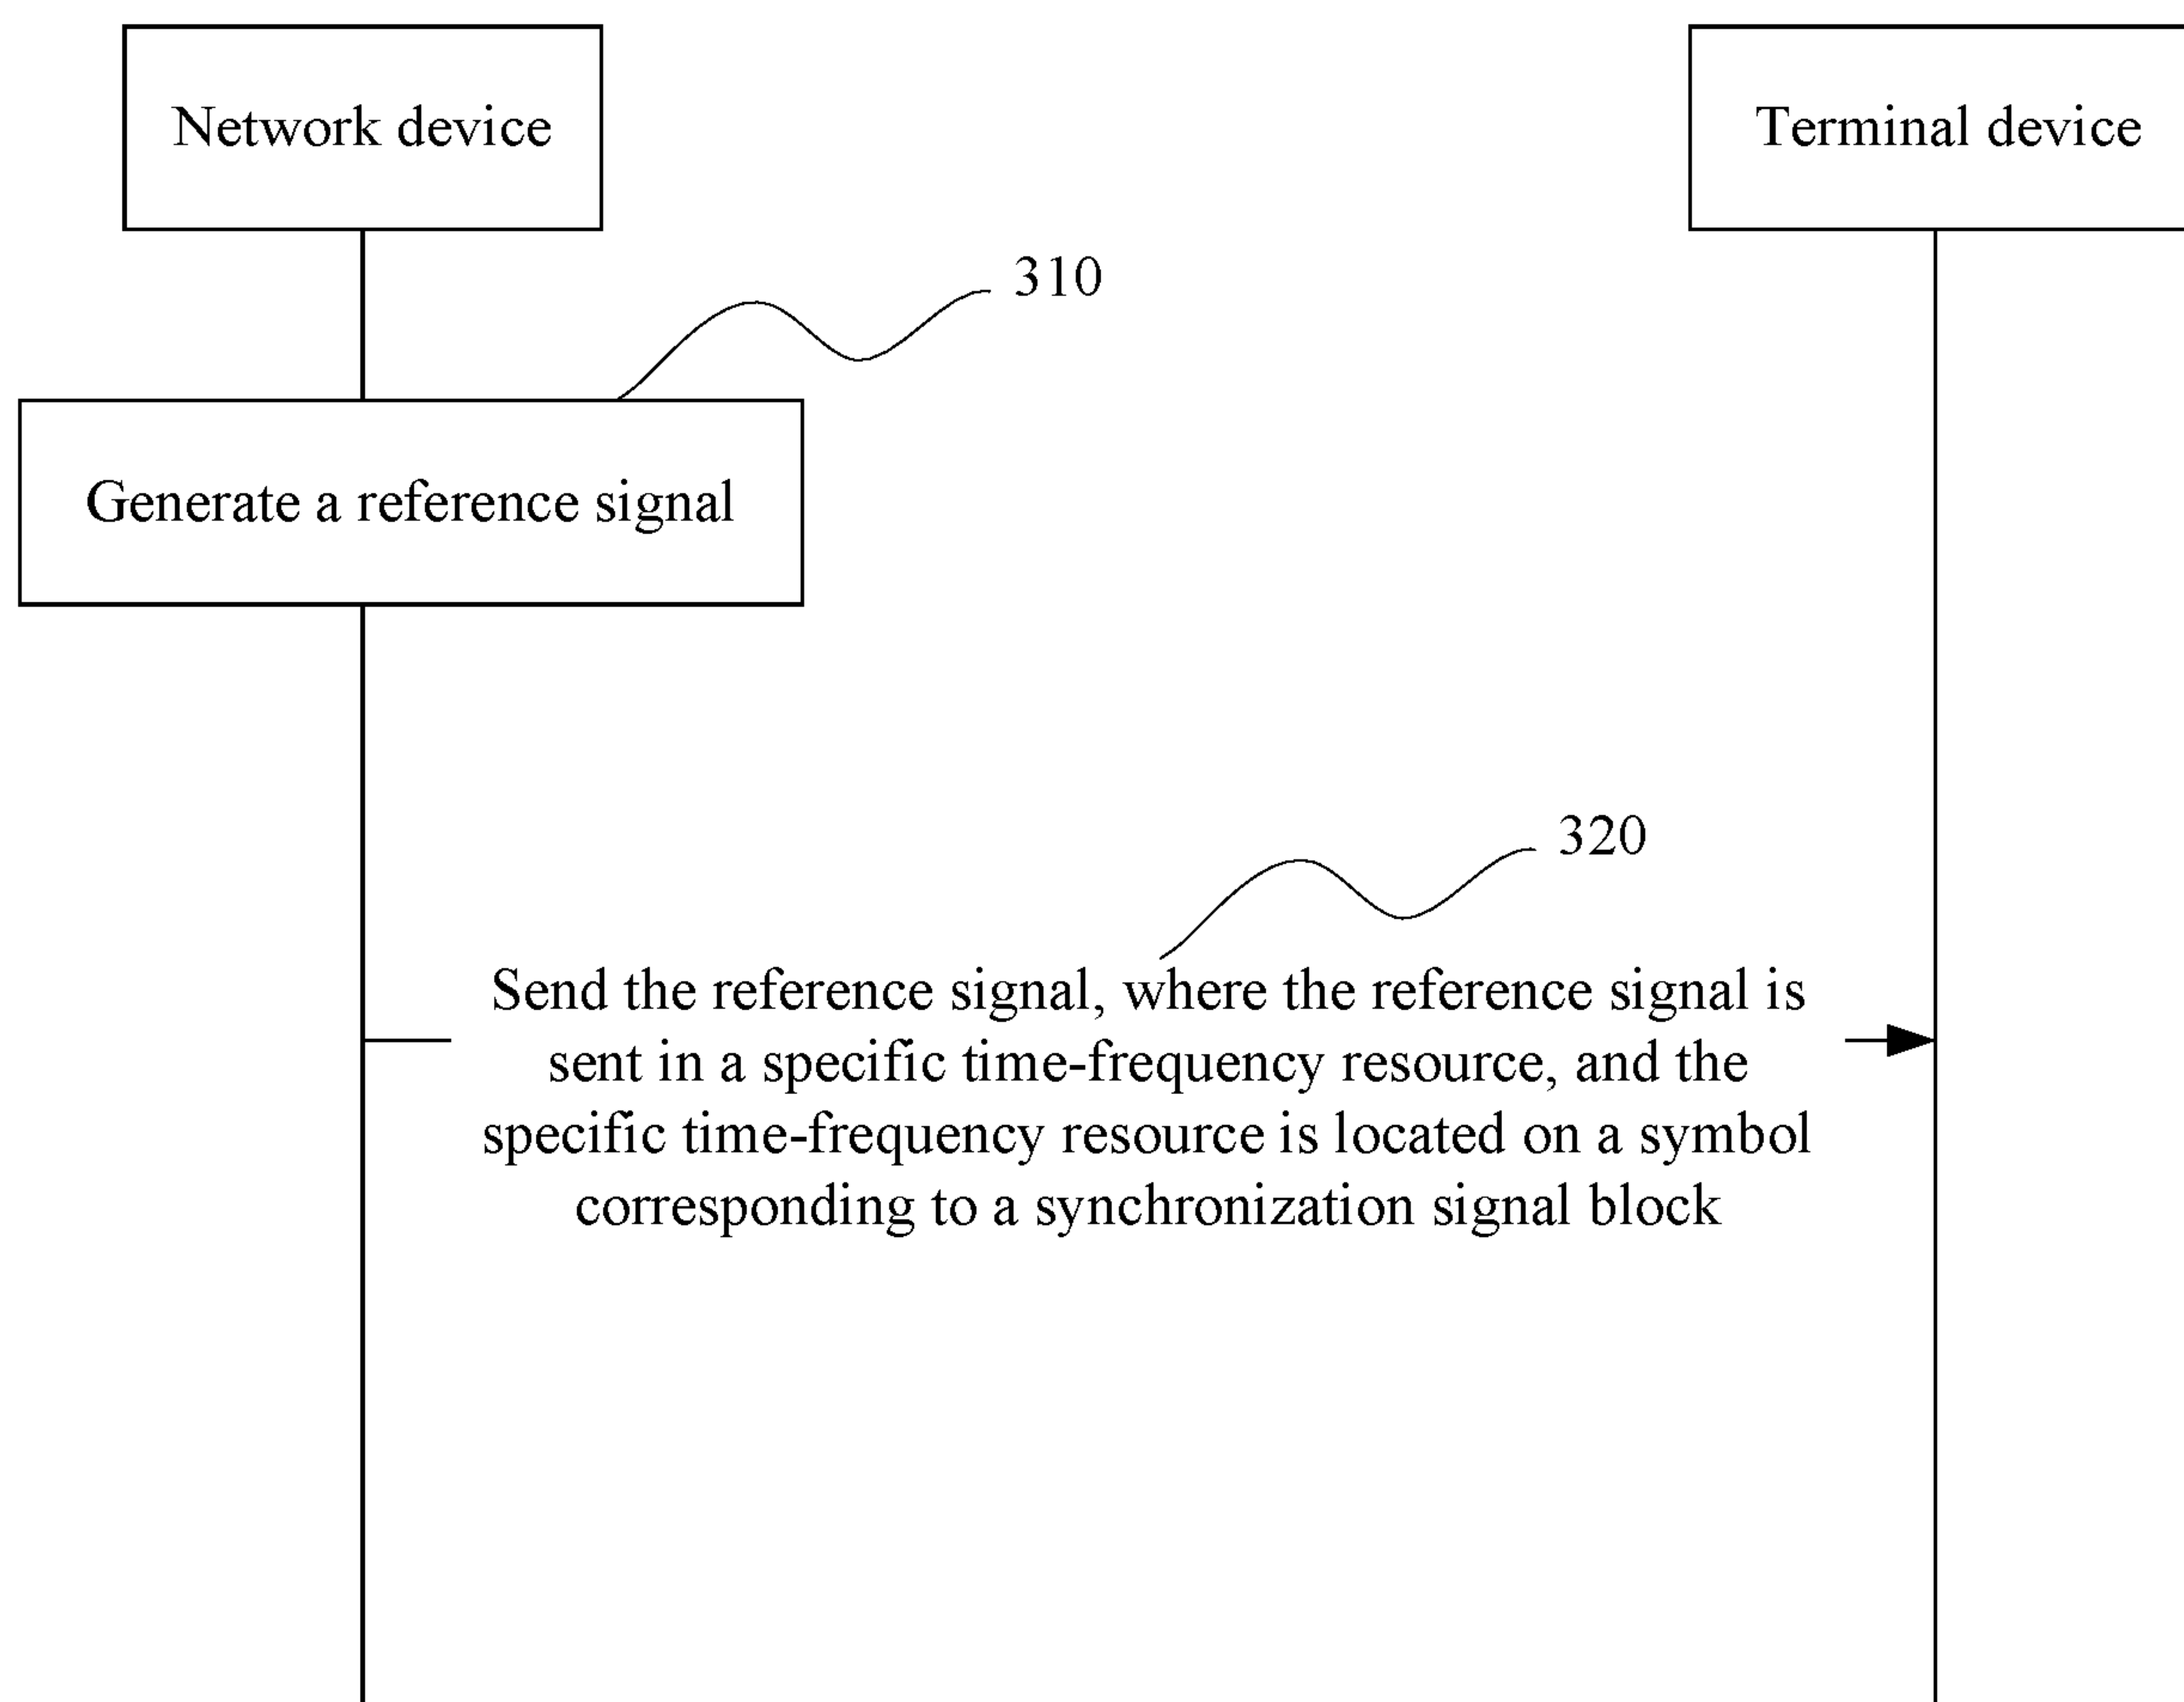 Network device
Terminal device
310
Generate a reference signal
320
Send the reference signal, where the reference signal is
sent in a specific time-frequency resource, and the
specific time-frequency resource is located on a symbol
corresponding to a synchronization signal block